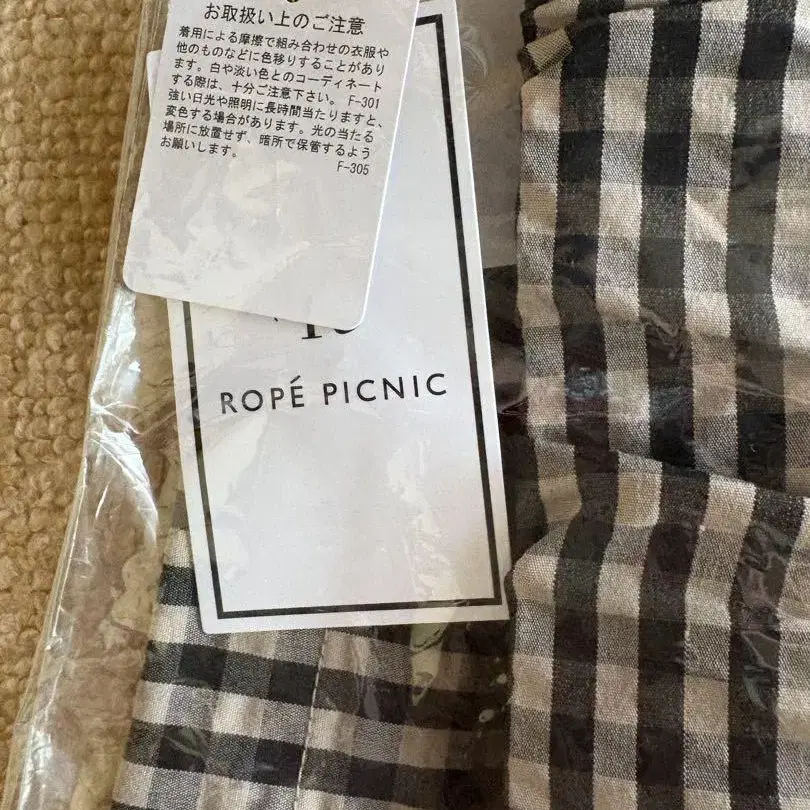 お取扱い上のご注意
着用による摩擦で組み合わせの衣服や
他のものなどに色移りすることがあり
ます。白や淡い色とのコーディネート
する際は、十分ご注意下さい。 F-301
強い日光や照明に長時間当たりますと、
変色する場合があります。光の当たる
場所に放置せず、暗所で保管するよう
お願いします。 F-305
ROPÉ PICNIC